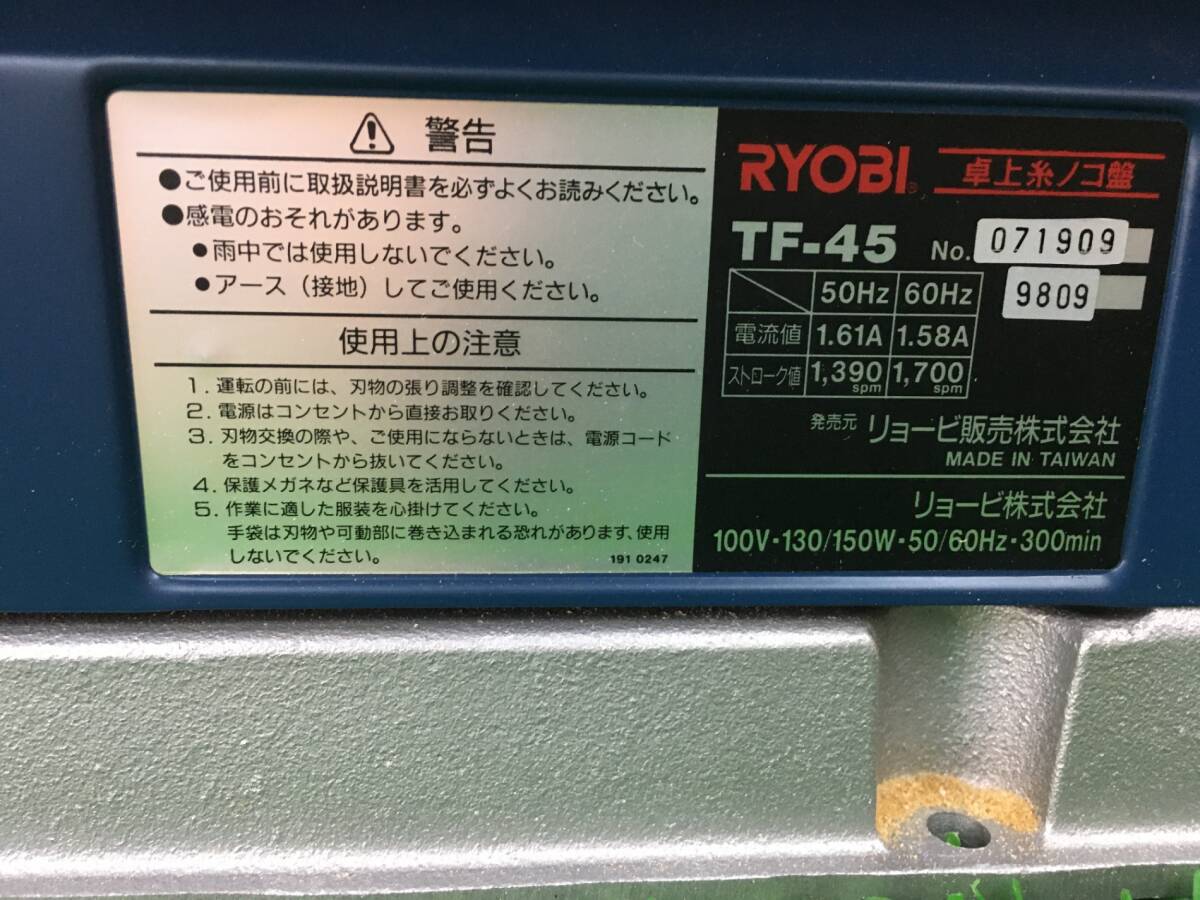 ⚠ 警告
●ご使用前に取扱説明書を必ずよくお読みください。
●感電のおそれがあります。
●雨中では使用しないでください。
●アース（接地）してご使用ください。
使用上の注意
1. 運転の前には、刃物の張り調整を確認してください。
2. 電源はコンセントから直接お取りください。
3. 刃物交換の際や、ご使用にならないときは、電源コード
をコンセントから抜いてください。
4. 保護メガネなど保護具を活用してください。
5. 作業に適した服装を心掛けてください。
手袋は刃物や可動部に巻き込まれる恐れがあります、使用
しないでください。
191 0247
RYOBI® 卓上糸ノコ盤
TF-45 No. 071909
9809
50Hz 60Hz
電流値 1.61A 1.58A
ストローク値 1,390 spm 1,700 spm
発売元 リョービ販売株式会社
MADE IN TAIWAN
リョービ株式会社
100V・130/150W・50/60Hz・300min